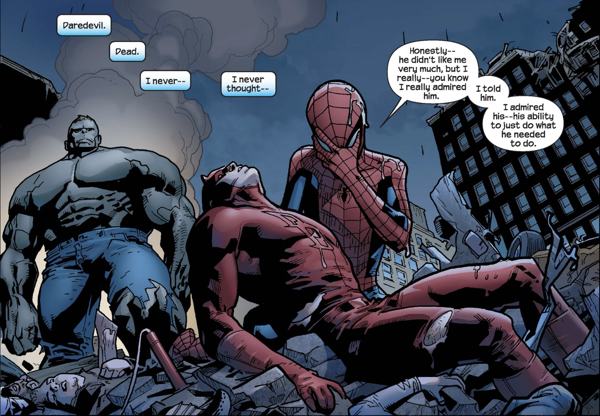 Daredevil.
Dead.
I never--
I never
thought--
Honestly--
he didn't like me
very much, but I
really--you know
I really admired
him.
I told
him.
I admired
his--his ability
to just do what
he needed
to do.